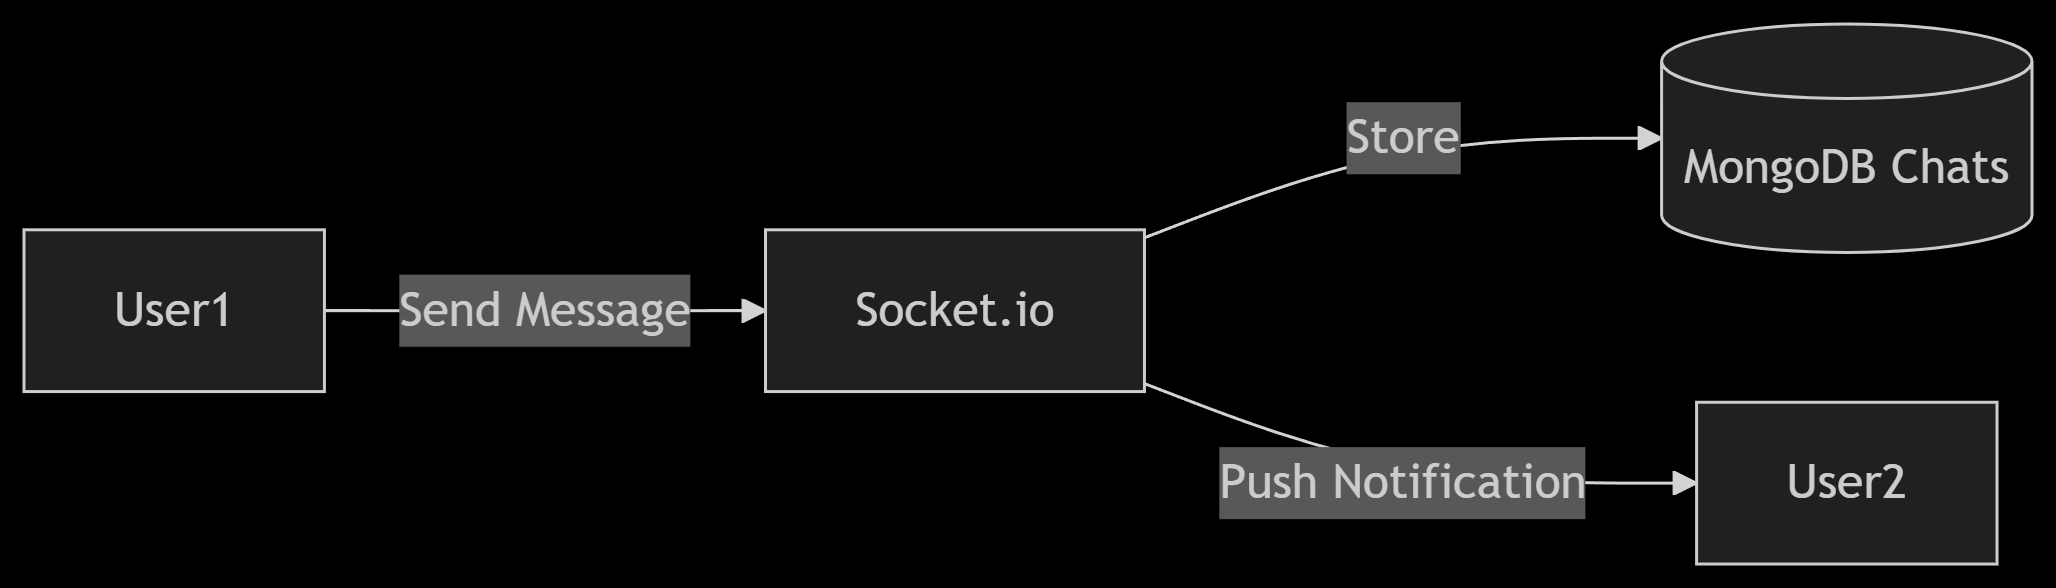 Store
MongoDB Chats
User1
Send Message
Socket.io
Push Notification
User2